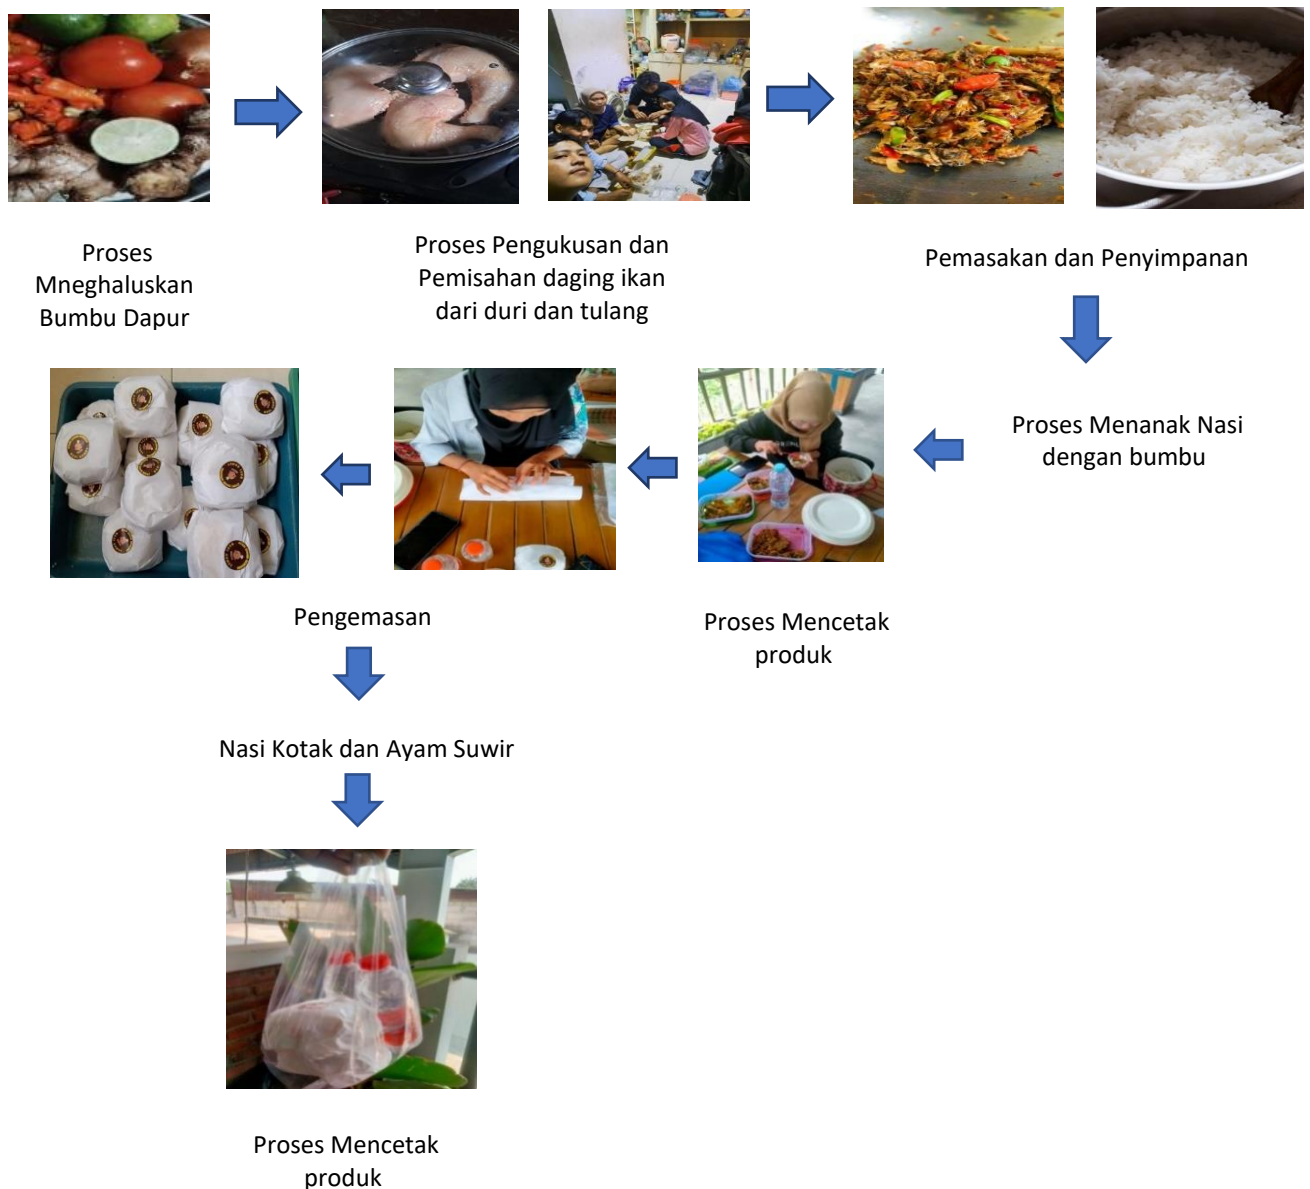 Proses
Mneghaluskan
Bumbu Dapur
Proses Pengukusan dan
Pemisahan daging ikan
dari duri dan tulang
Pemasakan dan Penyimpanan
Proses Menanak Nasi
dengan bumbu
Proses Mencetak
produk
Pengemasan
Nasi Kotak dan Ayam Suwir
Proses Mencetak
produk